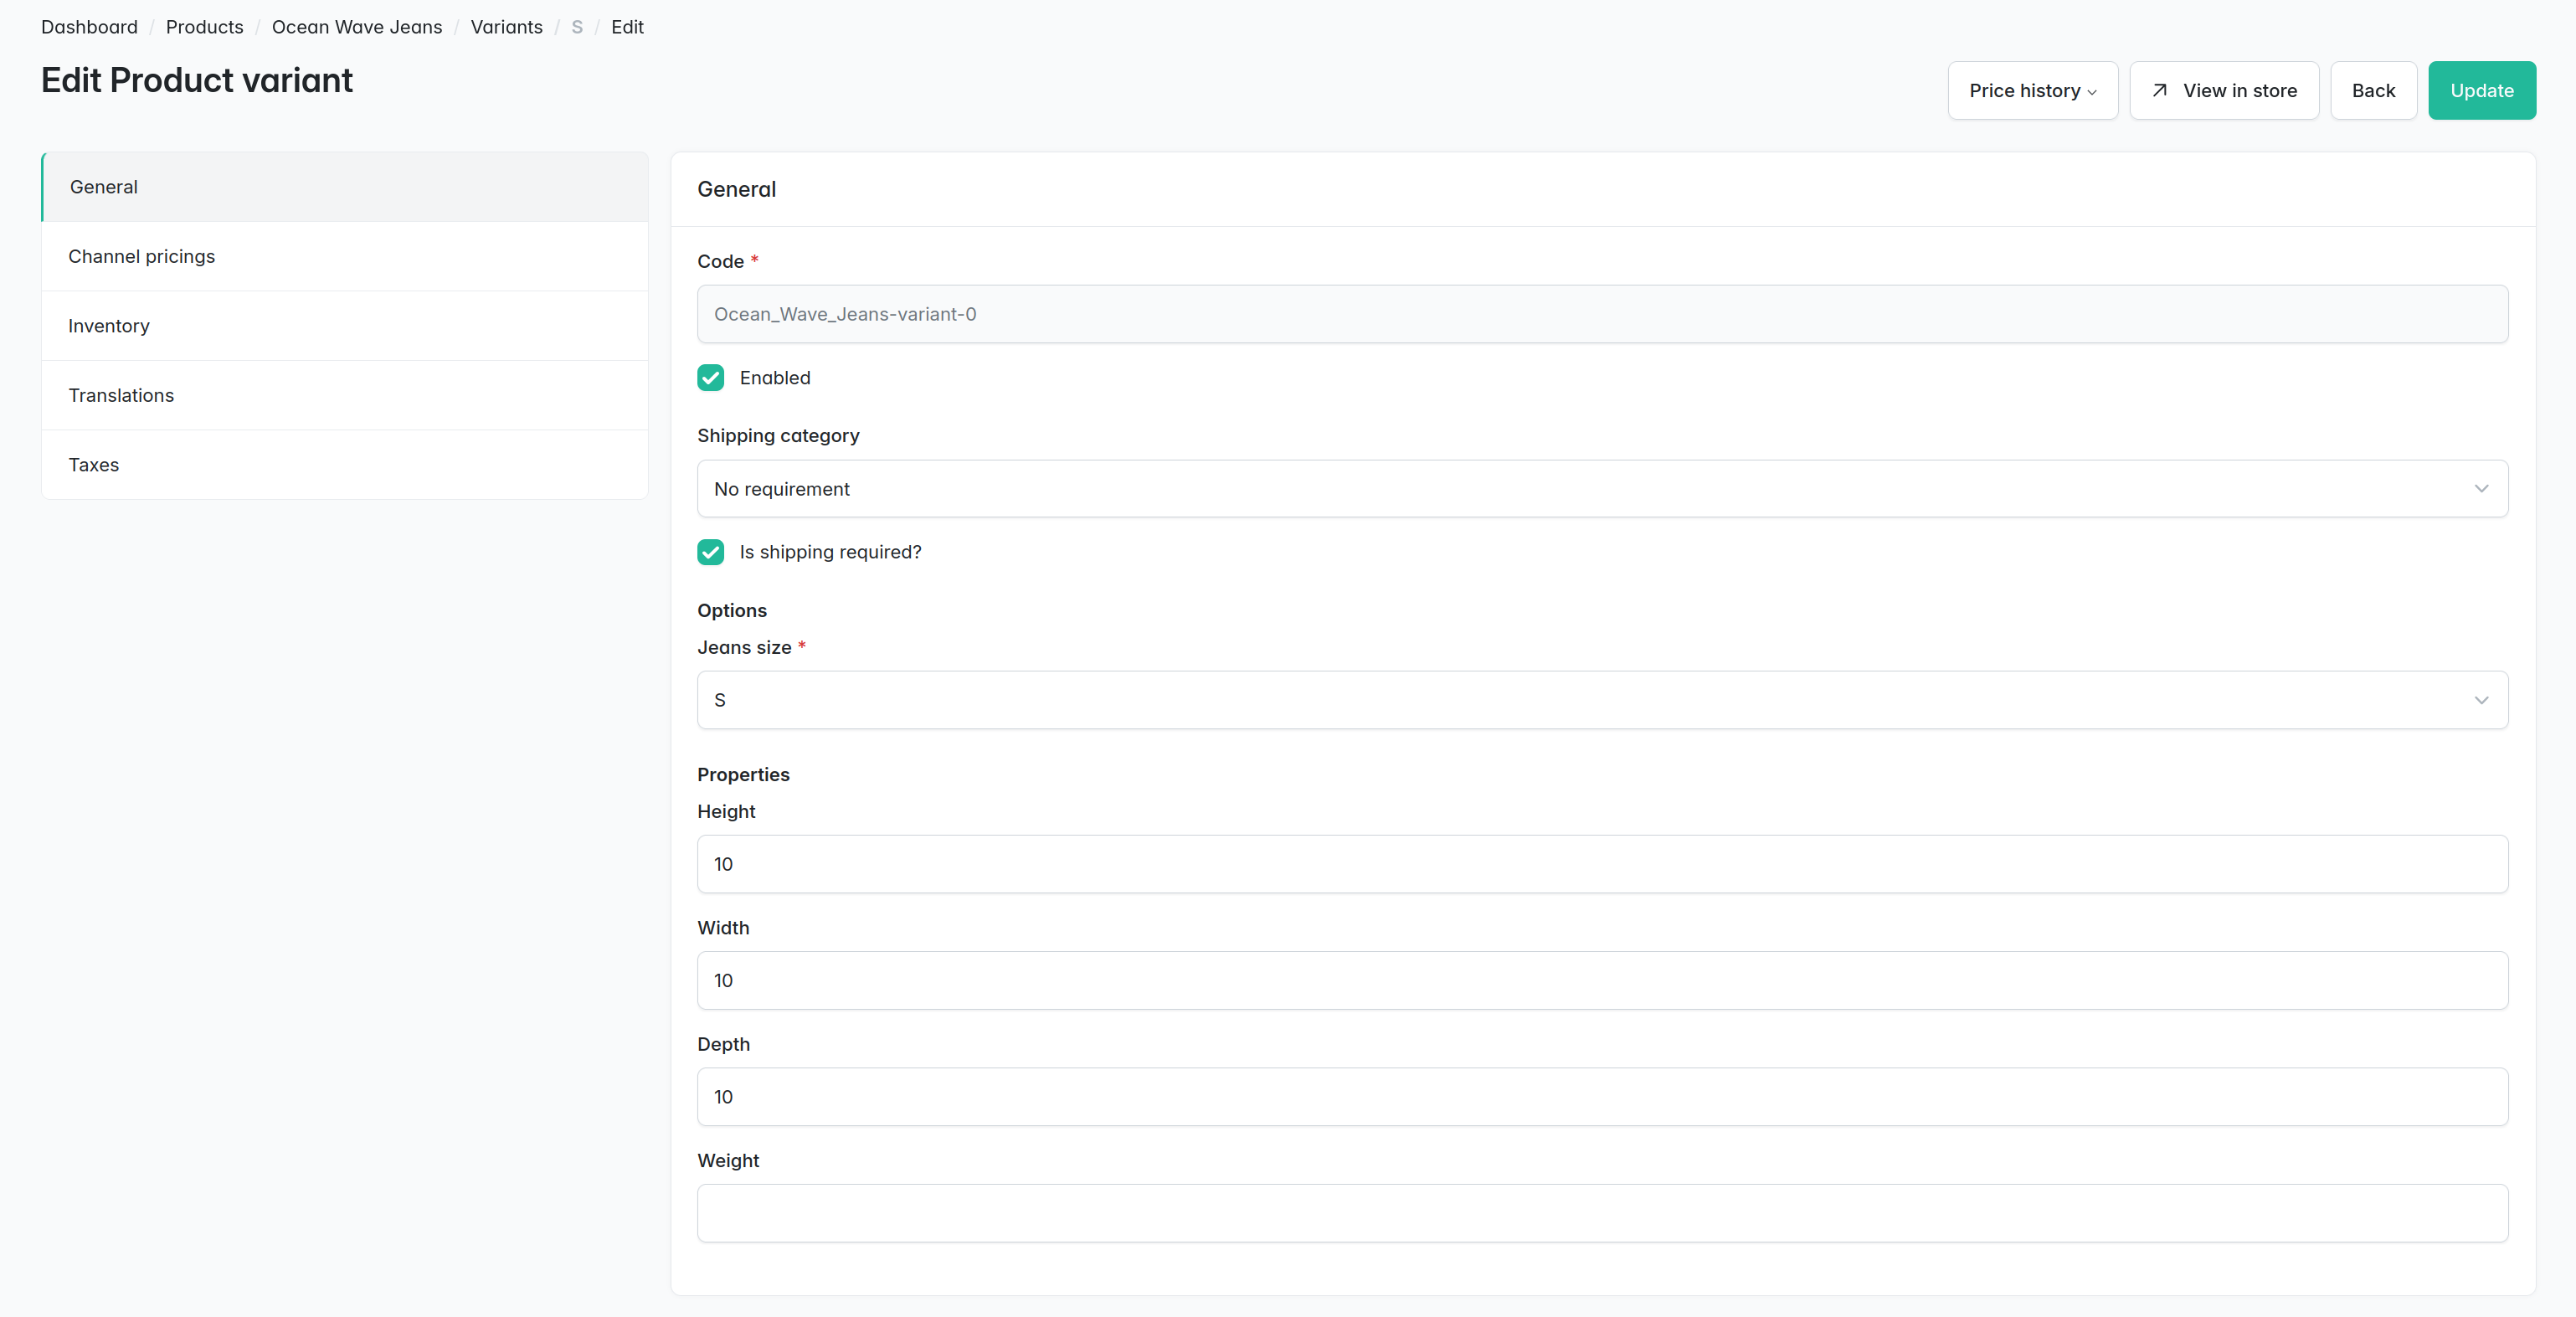 Dashboard / Products / Ocean Wave Jeans / Variants / S / Edit
Edit Product variant
Price history
View in store
Back
Update
General
Channel pricings
Inventory
Translations
Taxes
General
Code *
Ocean_Wave_Jeans-variant-0
Enabled
Shipping category
No requirement
Is shipping required?
Options
Jeans size *
S
Properties
Height
10
Width
10
Depth
10
Weight